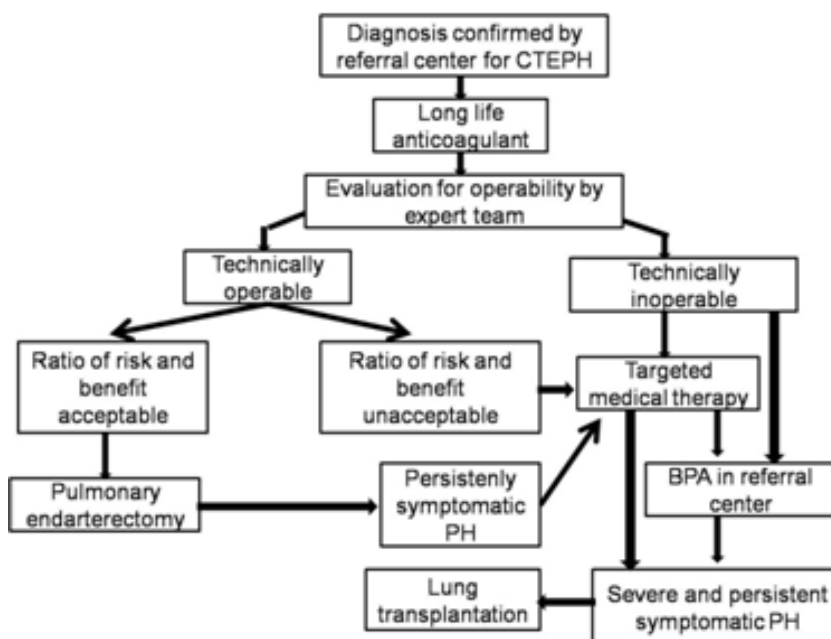 Diagnosis confirmed by
referral center for CTEPH
Long life
anticoagulant
Evaluation for operability by
expert team
Technically
operable
Technically
inoperable
Ratio of risk and
benefit
acceptable
Ratio of risk and
benefit
unacceptable
Targeted
medical therapy
Pulmonary
endarterectomy
Persistenly
symptomatic
PH
BPA in referral
center
Lung
transplantation
Severe and persistent
symptomatic PH